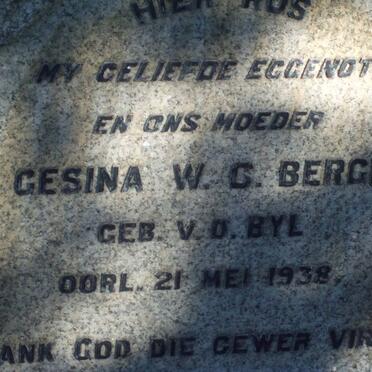 HIER RUS
MY GELIEFDE EGGENOT
EN ONS MOEDER
GESINA W. G. BERG
GEB. V. D. BYL
OORL. 21 MEI 1938.
ANK GOD DIE GEWER VIR